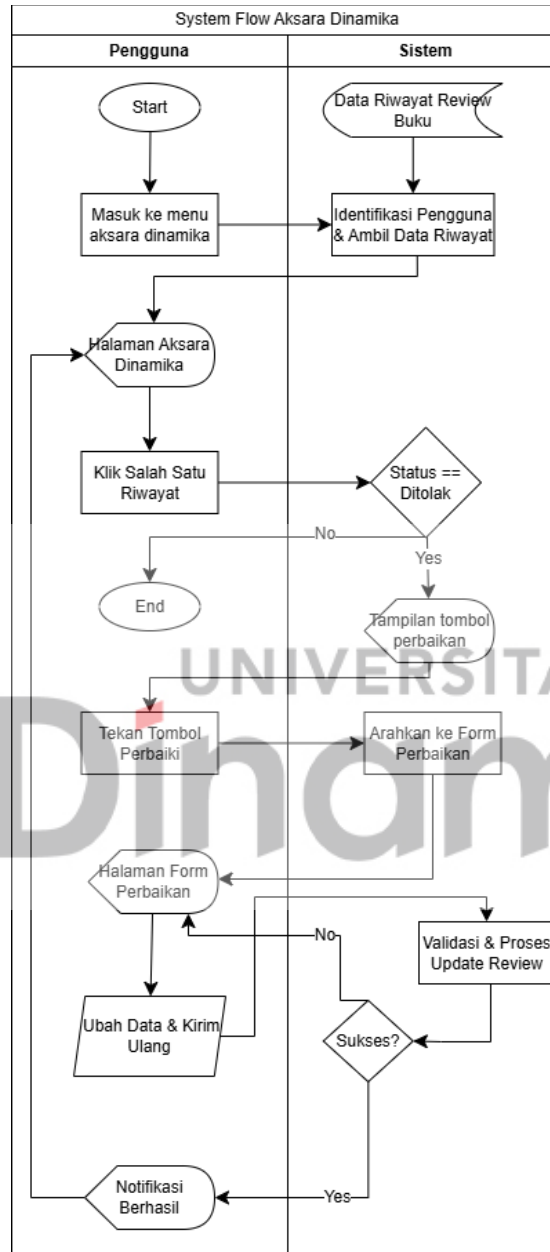 System Flow Aksara Dinamika
Pengguna
Sistem
Start
Data Riwayat Review
Buku
Masuk ke menu
aksara dinamika
Identifikasi Pengguna
& Ambil Data Riwayat
Halaman Aksara
Dinamika
Klik Salah Satu
Riwayat
Status ==
Ditolak
No
Yes
End
Tampilan tombol
perbaikan
UNIVERSITA
Dinam
Tekan Tombol
Perbaiki
Arahkan ke Form
Perbaikan
Halaman Form
Perbaikan
No
Validasi & Proses
Update Review
Ubah Data & Kirim
Ulang
Sukses?
Notifikasi
Berhasil
Yes